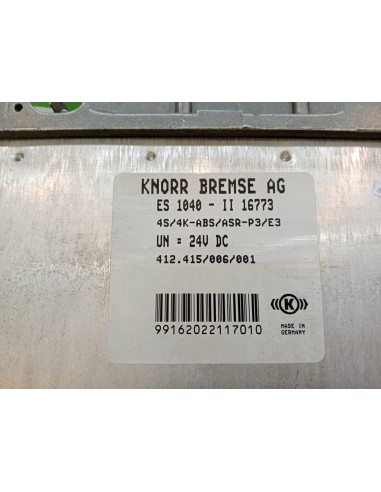 KNORR BREMSE AG
ES 1040 - II 16773
4S/4K-ABS/ASR-P3/E3
UN = 24V DC
412.415/006/001
99162022117010
K
MADE IN
GERMANY